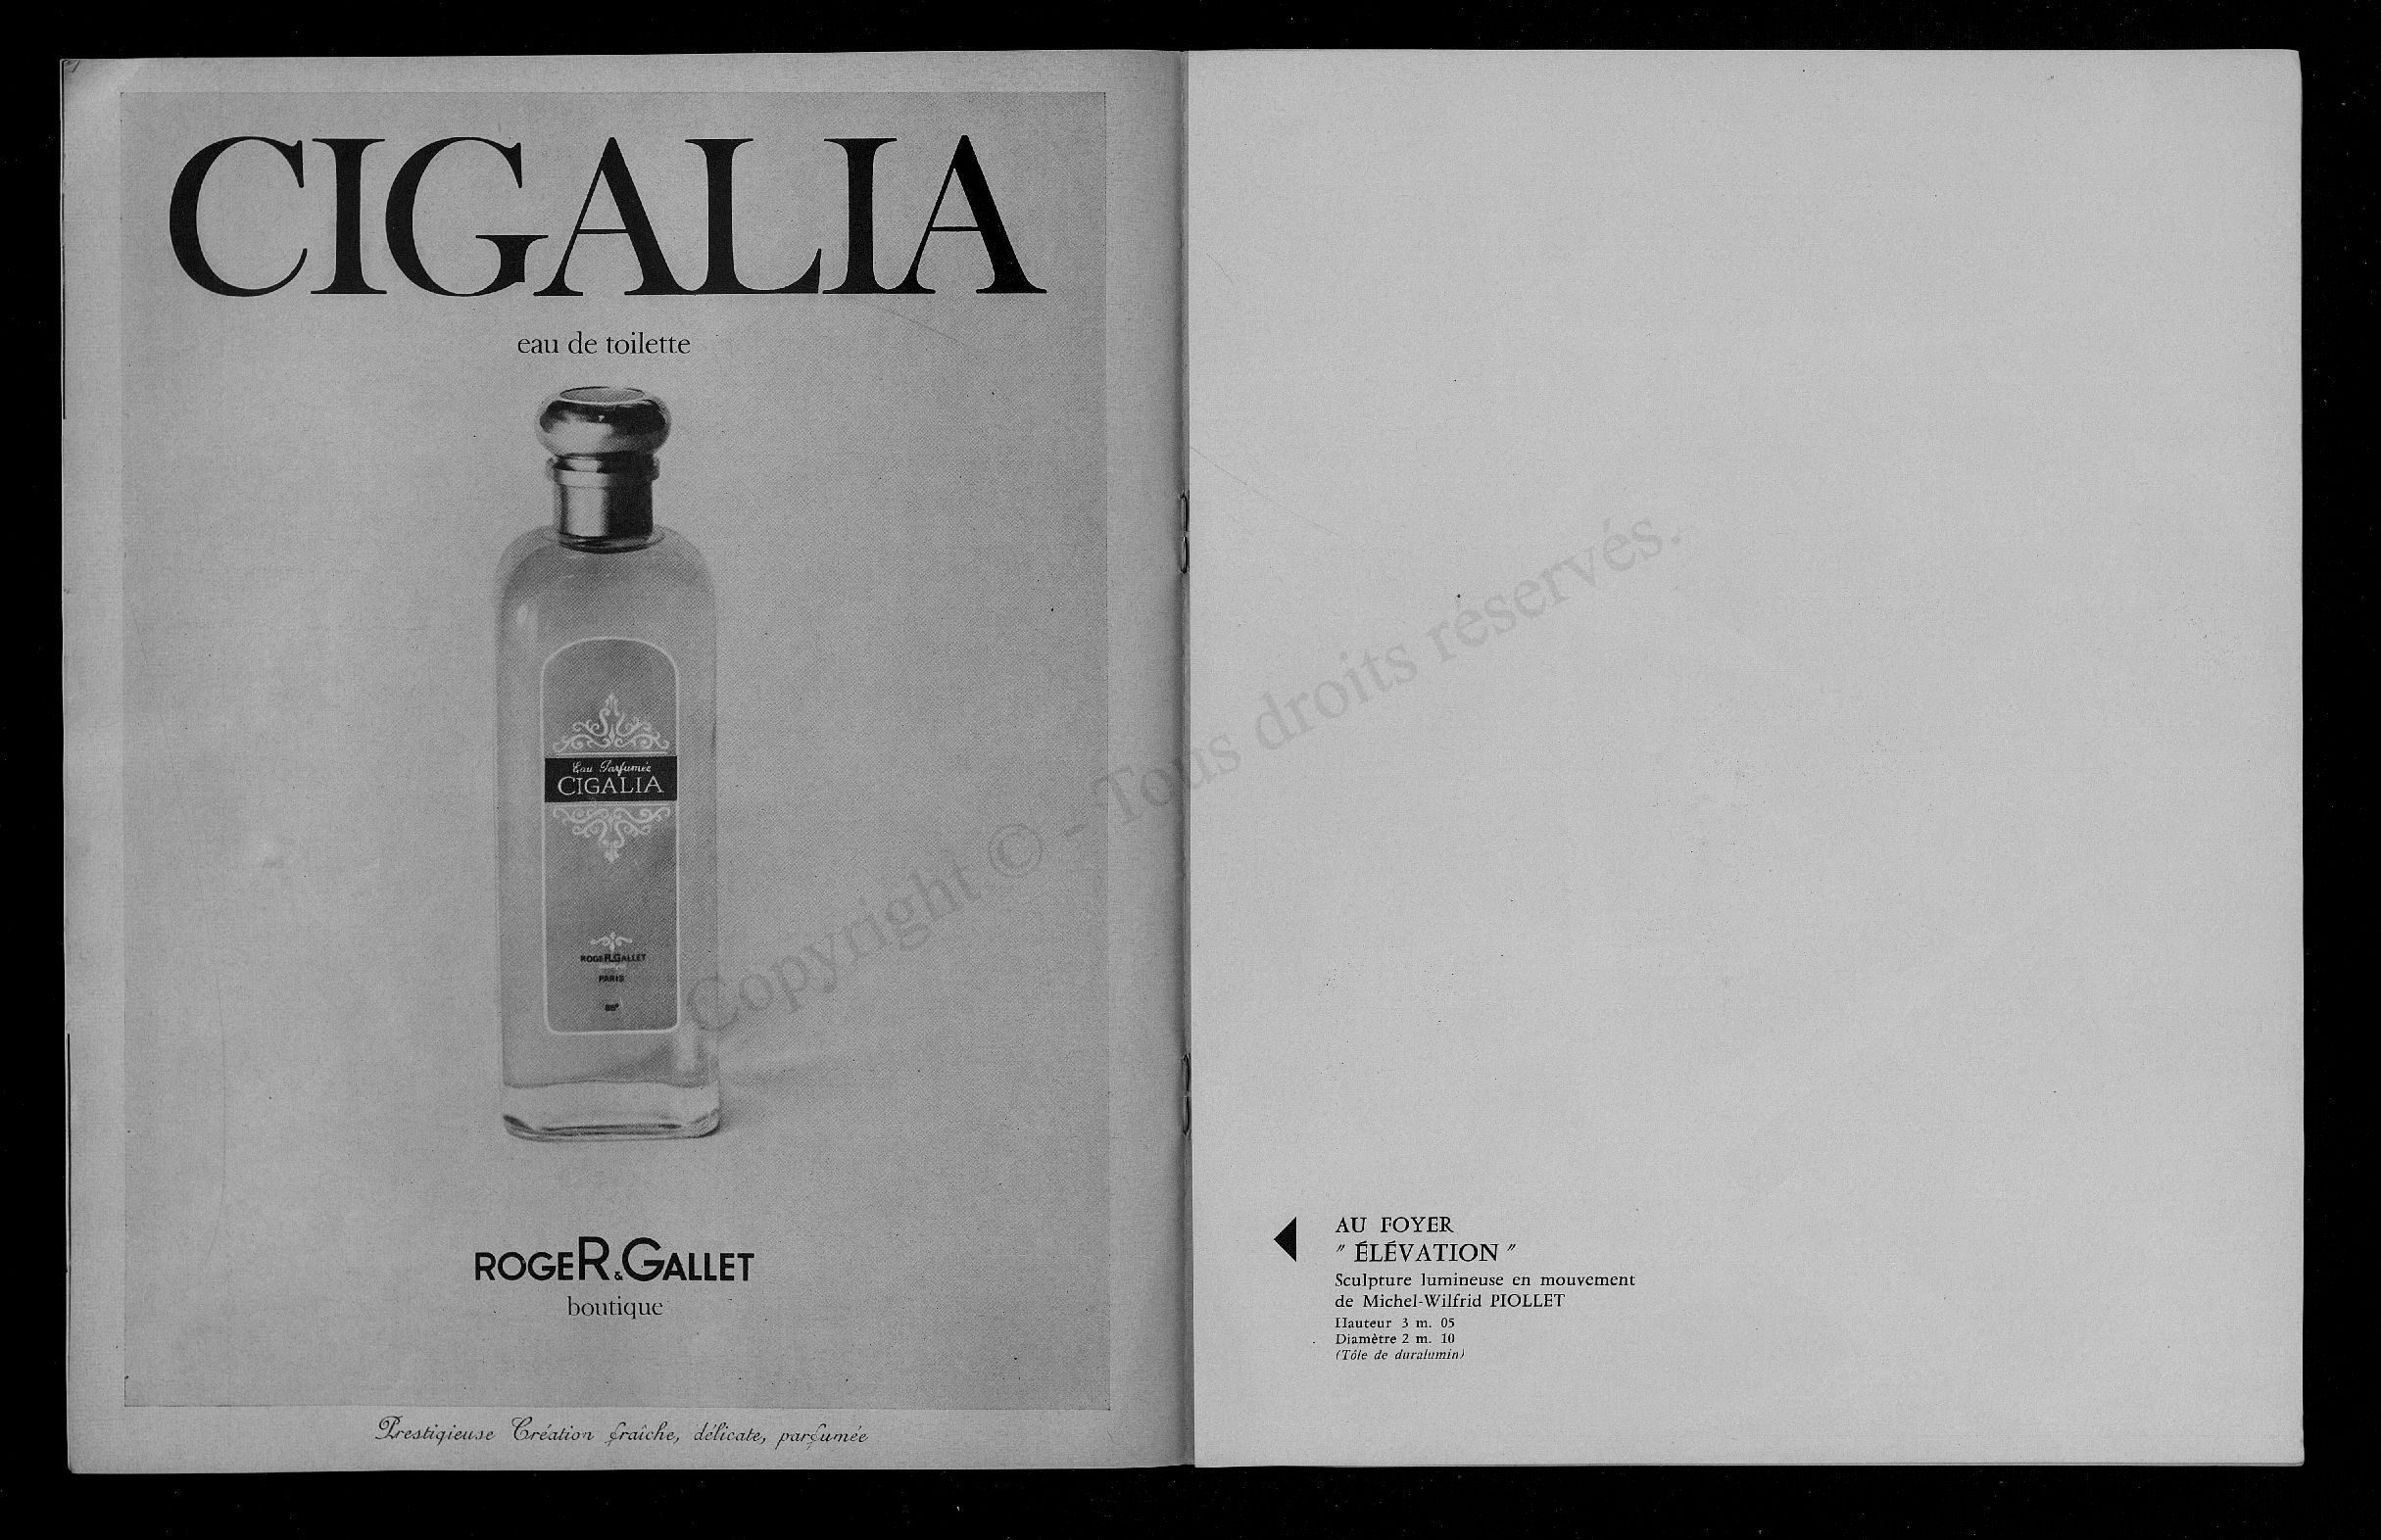 CIGALIA
eau de toilette
Eau Parfumée
CIGALIA
ROGER & GALLET
PARIS
ROGER & GALLET
boutique
Prestigieuse Création fraîche, délicate, parfumée
Copyright © - Tous droits réservés.
AU FOYER
" ÉLÉVATION "
Sculpture lumineuse en mouvement
de Michel-Wilfrid PIOLLET
Hauteur 3 m. 05
Diamètre 2 m. 10
(Tôle de duralumin)